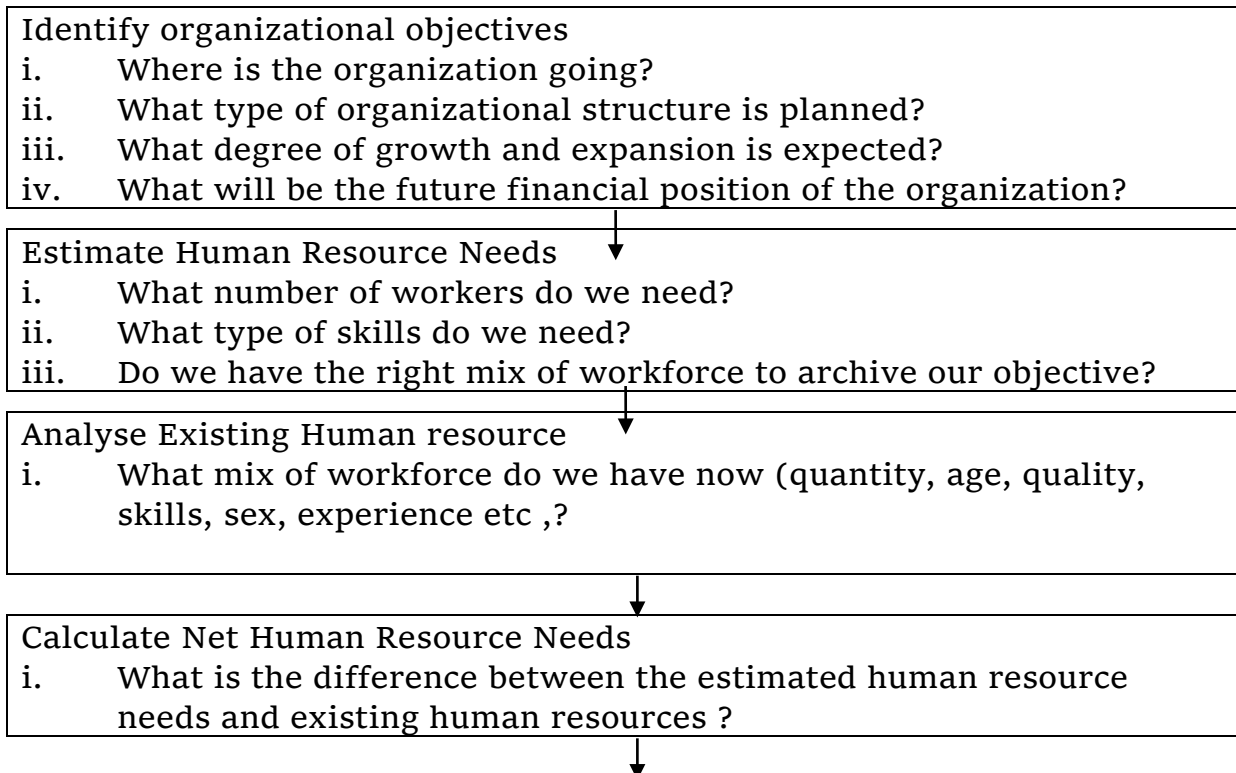 Identify organizational objectives
i. Where is the organization going?
ii. What type of organizational structure is planned?
iii. What degree of growth and expansion is expected?
iv. What will be the future financial position of the organization?
Estimate Human Resource Needs
i. What number of workers do we need?
ii. What type of skills do we need?
iii. Do we have the right mix of workforce to archive our objective?
Analyse Existing Human resource
i. What mix of workforce do we have now (quantity, age, quality,
skills, sex, experience etc ,?
Calculate Net Human Resource Needs
i. What is the difference between the estimated human resource
needs and existing human resources ?